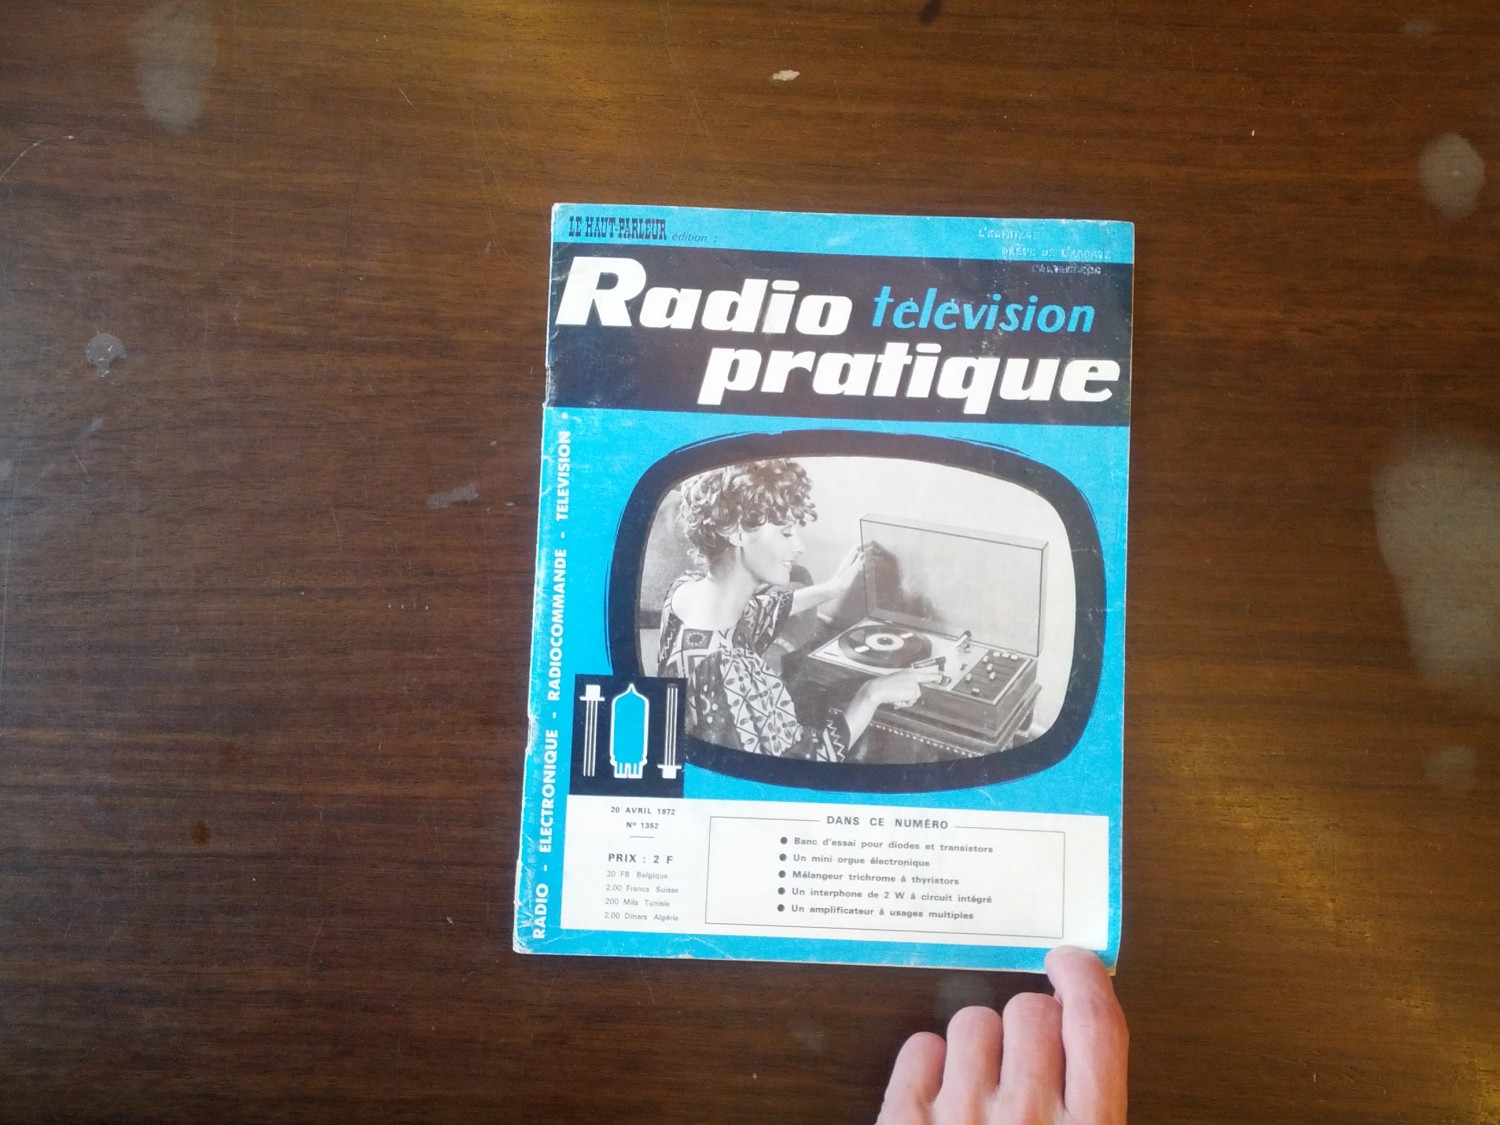 LE HAUT-PARLEUR édition :
DRÈVE DE L'
Radio télévision
pratique
RADIO - ELECTRONIQUE - RADIOCOMMANDE - TELEVISION •
20 AVRIL 1972
N° 1352
PRIX : 2 F
20 FB Belgique
2,00 Francs Suisse
200 Mils Tunisie
2,00 Dinars Algérie
DANS CE NUMÉRO
● Banc d'essai pour diodes et transistors
● Un mini orgue électronique
● Mélangeur trichrome à thyristors
● Un interphone de 2 W à circuit intégré
● Un amplificateur à usages multiples